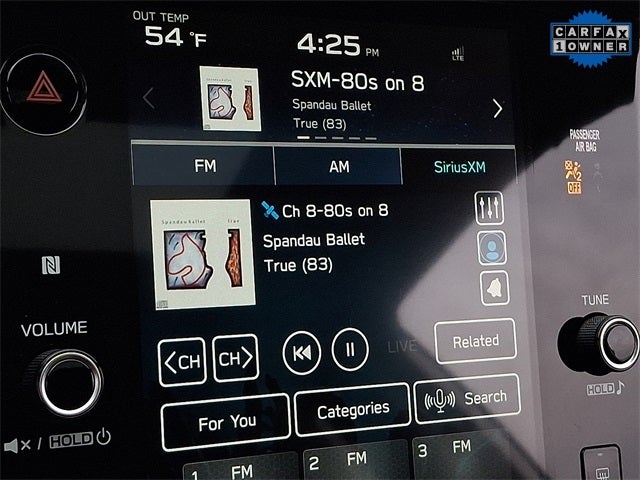 OUT TEMP
54 °F
4:25 PM
LTE
CARFAX
1 OWNER
SXM-80s on 8
Spandau Ballet
True (83)
PASSENGER
AIR BAG
OFF
FM AM SiriusXM
Spandau Ballet True
Ch 8-80s on 8
Spandau Ballet
True (83)
N
VOLUME
TUNE
<CH CH> LIVE Related
HOLD
For You Categories Search
/ HOLD
1 FM 2 FM 3 FM